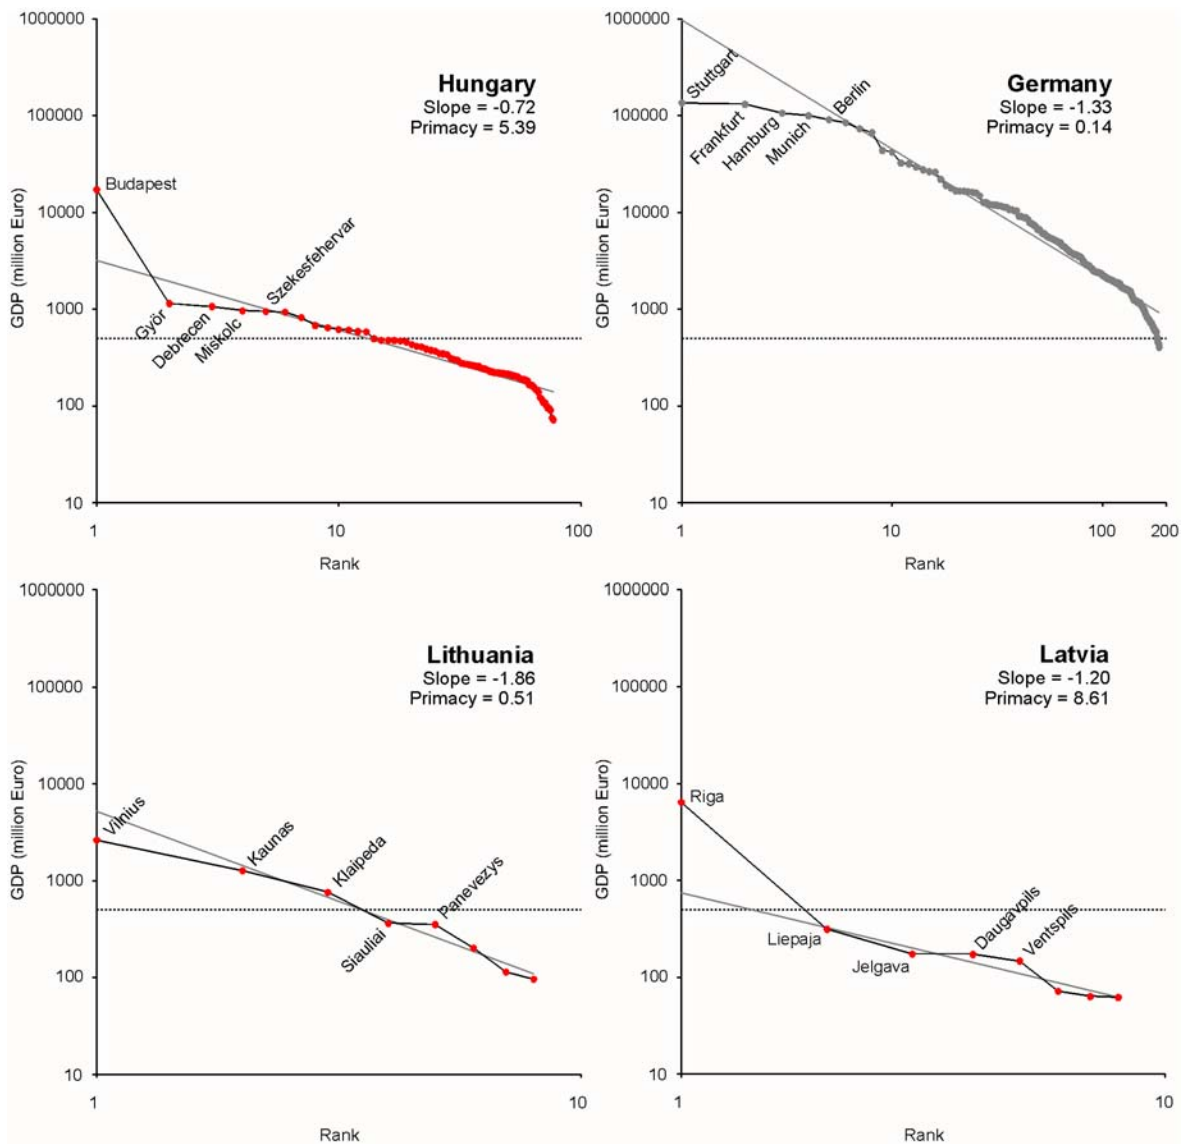 1000000
100000
10000
1000
100
10
GDP (million Euro)
Hungary
Slope = -0.72
Primacy = 5.39
Budapest
Györ
Debrecen
Miskolc
Szekesfehervar
1
10
100
Rank
1000000
100000
10000
1000
100
10
GDP (million Euro)
Germany
Slope = -1.33
Primacy = 0.14
Stuttgart
Frankfurt
Hamburg
Munich
Berlin
1
10
100
200
Rank
1000000
100000
10000
1000
100
10
GDP (million Euro)
Lithuania
Slope = -1.86
Primacy = 0.51
Vilnius
Kaunas
Klaipeda
Siauliai
Panevezys
1
10
Rank
1000000
100000
10000
1000
100
10
GDP (million Euro)
Latvia
Slope = -1.20
Primacy = 8.61
Riga
Liepaja
Jelgava
Daugavpils
Ventspils
1
10
Rank